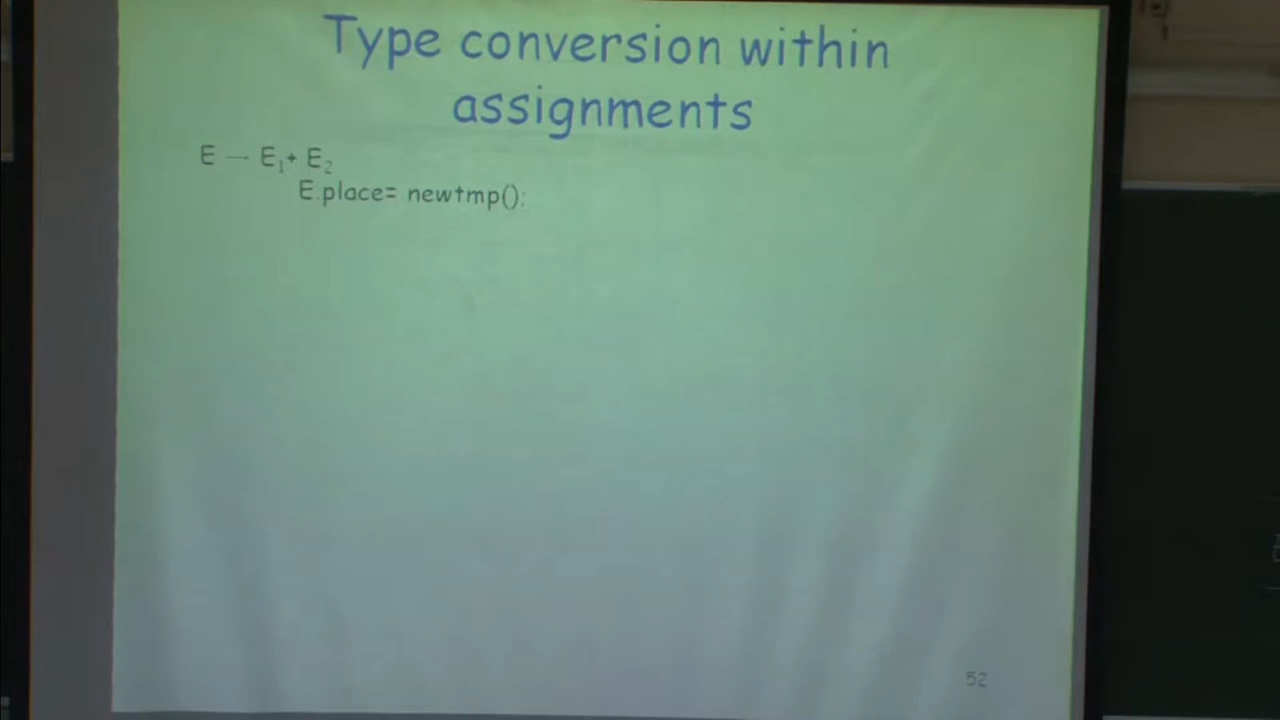 Type conversion within
assignments
E → E₁+ E₂
E.place= newtmp();
52